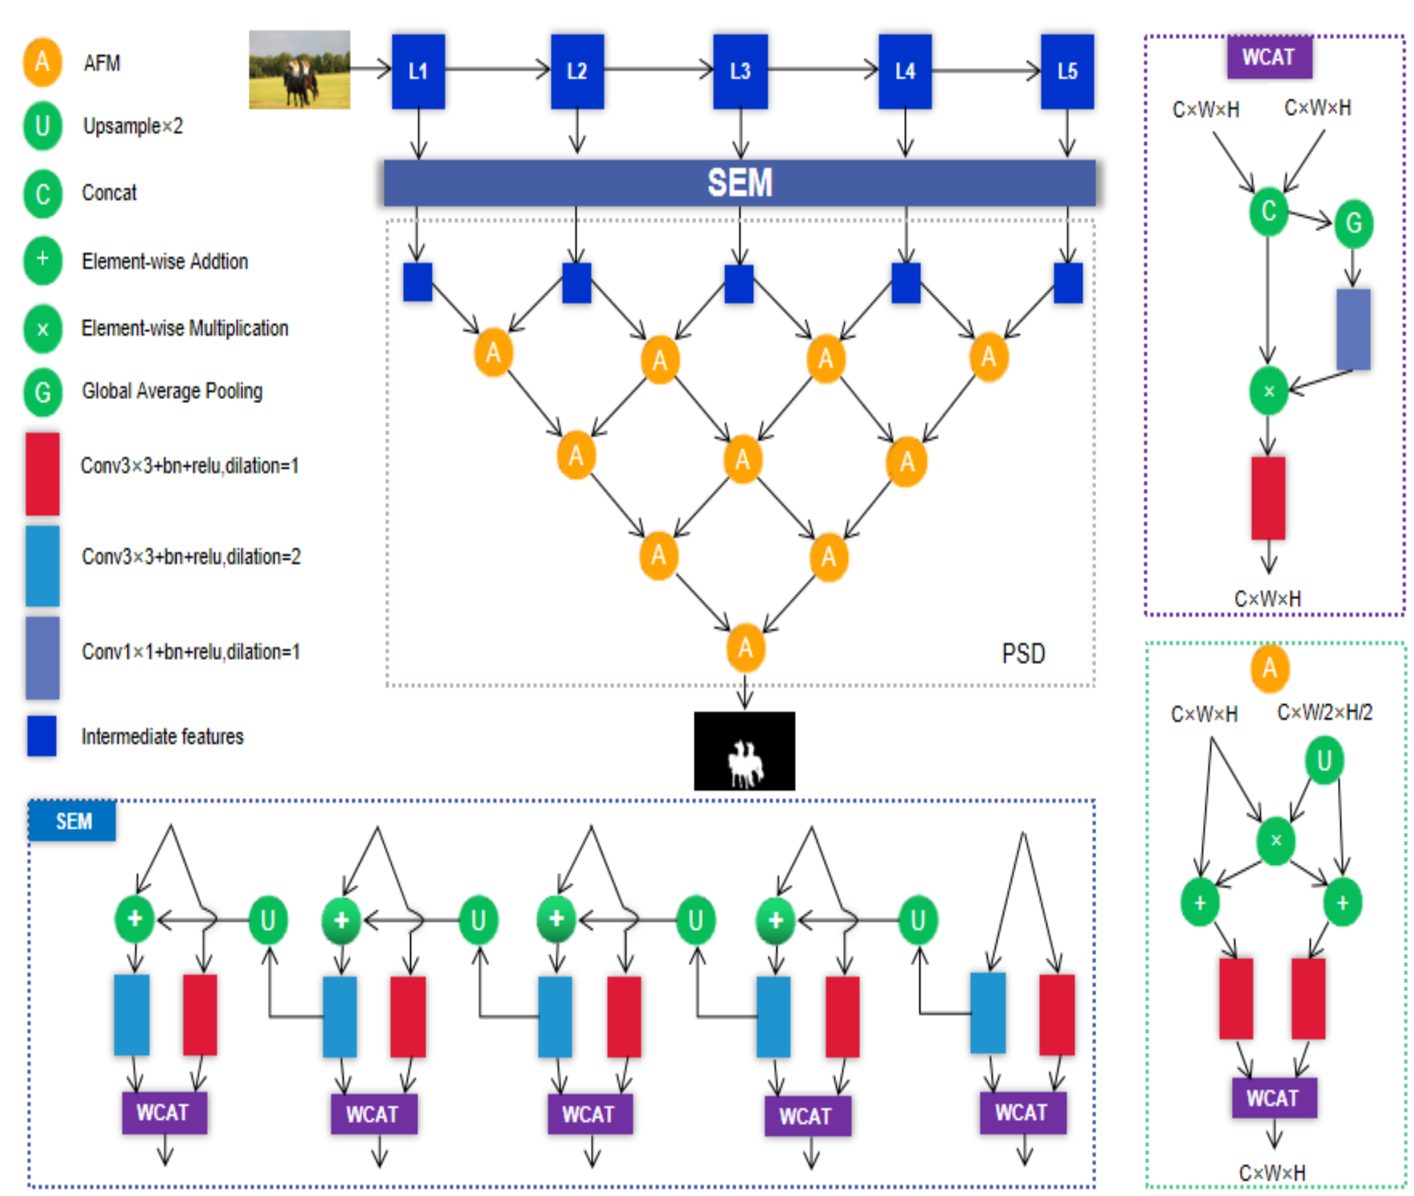 A AFM
U Upsample×2
C Concat
+ Element-wise Addtion
× Element-wise Multiplication
G Global Average Pooling
Conv3×3+bn+relu,dilation=1
Conv3×3+bn+relu,dilation=2
Conv1×1+bn+relu,dilation=1
Intermediate features
L1 L2 L3 L4 L5
SEM
A A A A
A A A
A A
A
PSD
SEM
+ U + U + U + U
WCAT WCAT WCAT WCAT WCAT
WCAT
C×W×H C×W×H
C
G
×
C×W×H
A
C×W×H C×W/2×H/2
U
×
+ +
WCAT
C×W×H